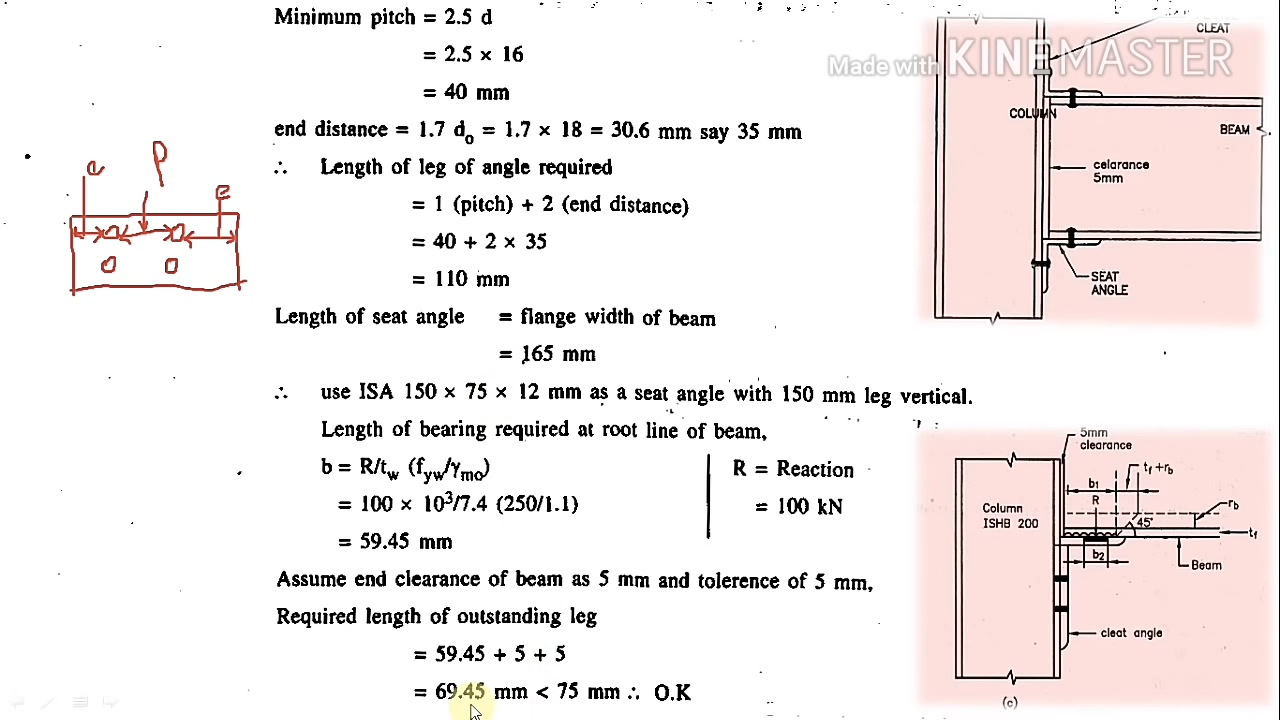 Minimum pitch = 2.5 d
= 2.5 × 16
= 40 mm
end distance = 1.7 d₀ = 1.7 × 18 = 30.6 mm say 35 mm
∴ Length of leg of angle required
= 1 (pitch) + 2 (end distance)
= 40 + 2 × 35
= 110 mm
Length of seat angle = flange width of beam
= 165 mm
∴ use ISA 150 × 75 × 12 mm as a seat angle with 150 mm leg vertical.
Length of bearing required at root line of beam,
b = R/t_w (f_yw/γ_mo)
= 100 × 10³/7.4 (250/1.1)
= 59.45 mm
R = Reaction
= 100 kN
Assume end clearance of beam as 5 mm and tolerence of 5 mm,
Required length of outstanding leg
= 59.45 + 5 + 5
= 69.45 mm < 75 mm ∴ O.K
e
P
e
CLEAT
Made with KINEMASTER
COLUMN
BEAM
celarance
5mm
SEAT
ANGLE
5mm
clearance
t_f+r_b
b₁
R
r_b
Column
ISHB 200
45°
t_f
b₂
Beam
cleat angle
(c)